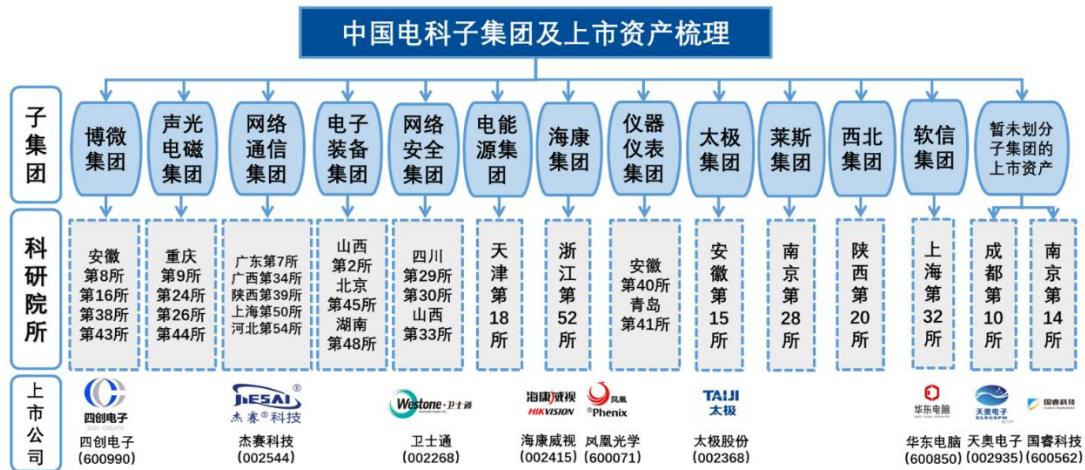 中国电科子集团及上市资产梳理
子集团
博微
集团
声光
电磁
集团
网络
通信
集团
电子
装备
集团
网络
安全
集团
电能
源集
团
海康
集团
仪器
仪表
集团
太极
集团
莱斯
集团
西北
集团
软信
集团
暂未划分
子集团的
上市资产
科研院所
安徽
第8所
第16所
第38所
第43所
重庆
第9所
第24所
第26所
第44所
广东第7所
广西第34所
陕西第39所
上海第50所
河北第54所
山西
第2所
北京
第45所
湖南
第48所
四川
第29所
第30所
山西
第33所
天津第18所
浙江第52所
安徽
第40所
青岛
第41所
安徽第15所
南京第28所
陕西第20所
上海第32所
成都第10所
南京第14所
上市公司
四创电子
SUN CREATE
四创电子
(600990)
JIESAI
杰赛®科技
杰赛科技
(002544)
Westone·卫士通
卫士通
(002268)
海康威视
HIKVISION
海康威视
(002415)
凤凰
®Phenix
凤凰光学
(600071)
TAIJI
太极
太极股份
(002368)
华东电脑
华东电脑
(600850)
天奥电子
ELECSPN
天奥电子
(002935)
国睿科技
国睿科技
(600562)